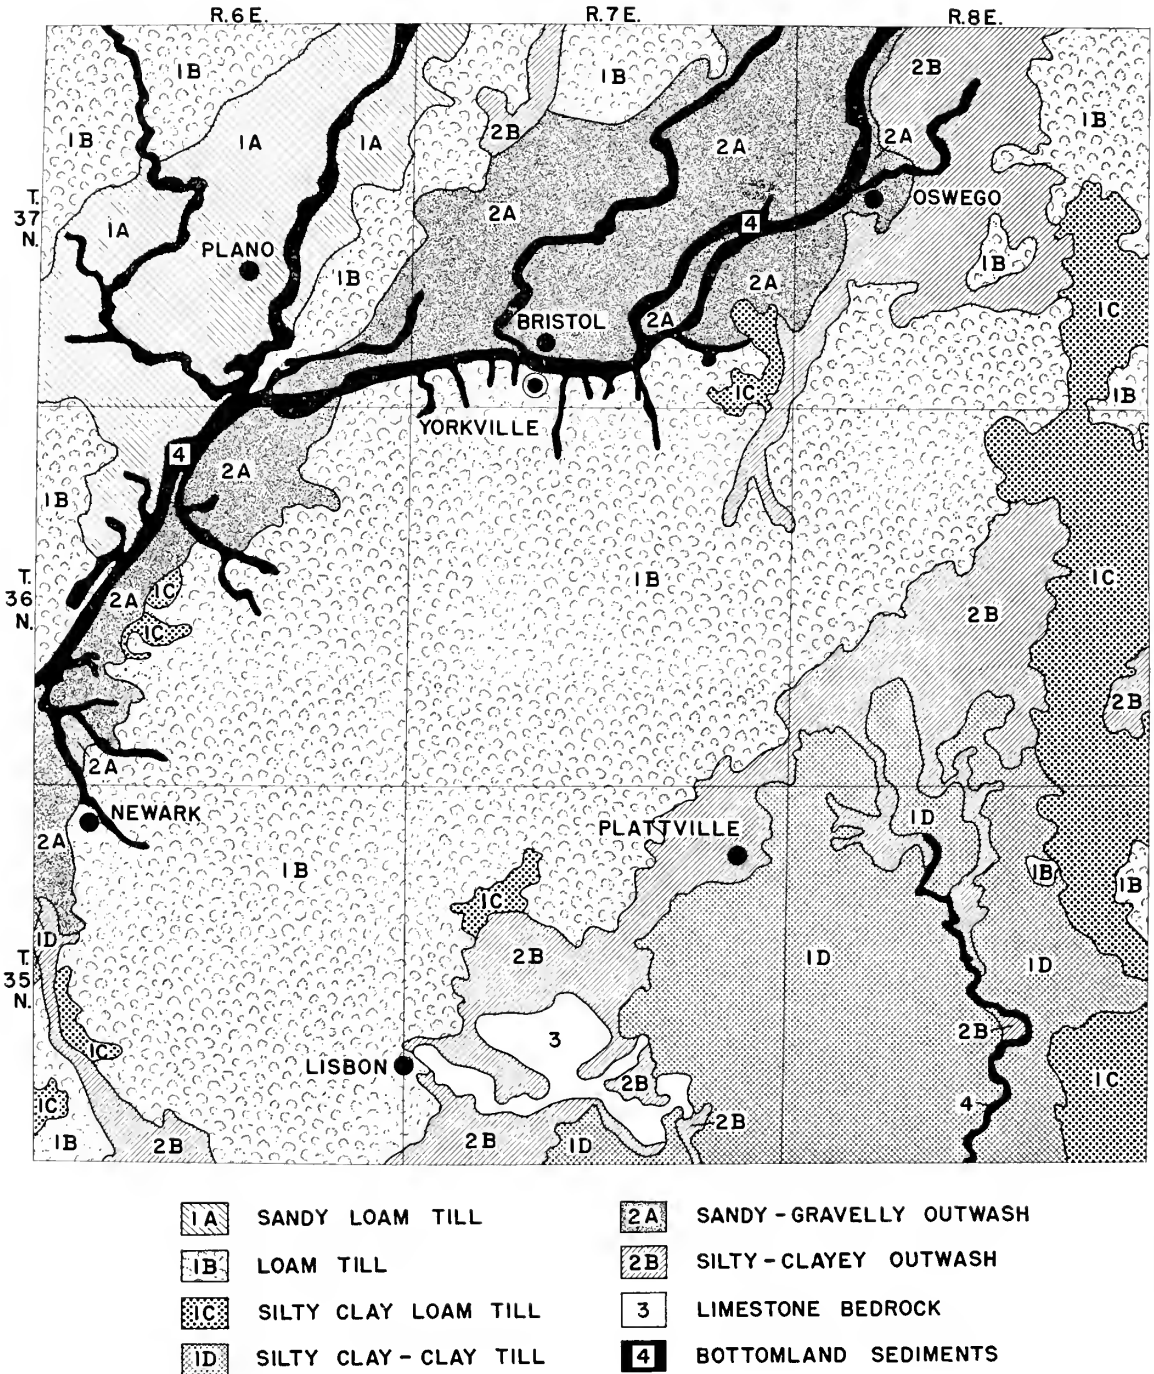 R.6E. R.7E. R.8E.
1B 1B 2B
1B 1A 1A 2B 2A 2A 1B
T. 37 N.
1A 2A 4 OSWEGO
PLANO 1B 2A 1B
BRISTOL 2A 1C
1C 1B
YORKVILLE
4 2A
1B
T. 36 N.
1C 1B 1C
2A 1C 2B
2B
2A
NEWARK PLATTVILLE 1D
2A
1B 1B 1B
1C
1D 2B 1D 1D
T. 35 N.
3 2B
1C LISBON
2B 1C
1C 4
1B 2B 2B 1D 2B
1A SANDY LOAM TILL
1B LOAM TILL
1C SILTY CLAY LOAM TILL
1D SILTY CLAY-CLAY TILL
2A SANDY-GRAVELLY OUTWASH
2B SILTY-CLAYEY OUTWASH
3 LIMESTONE BEDROCK
4 BOTTOMLAND SEDIMENTS